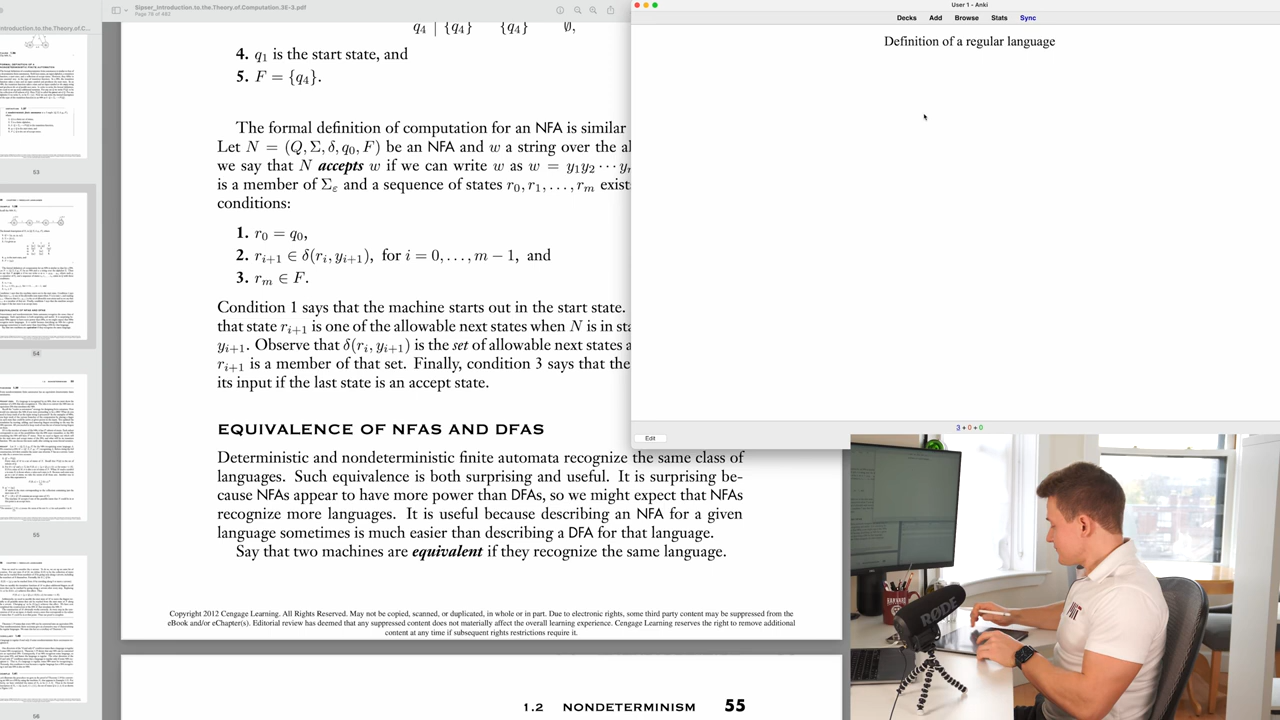 Sipser_Introduction.to.the.Theory.of.Computation.3E-3.pdf
Page 78 of 482
q4 | {q4} {q4} ∅,
4. q1 is the start state, and
5. F = {q4}.
The formal definition of computation for an NFA is similar
Let N = (Q, Σ, δ, q0, F) be an NFA and w a string over the
we say that N accepts w if we can write w as w = y1y2 ···
is a member of Σε and a sequence of states r0, r1, . . . , rm
conditions:
1. r0 = q0,
2. ri+1 ∈ δ(ri, yi+1), for i = 0, . . . , m − 1, and
3. rm ∈ F.
Condition 1 says that the machine starts out in the start state.
that state ri+1 is one of the allowable next states when N is in
yi+1. Observe that δ(ri, yi+1) is the set of allowable next states
ri+1 is a member of that set. Finally, condition 3 says that the
its input if the last state is an accept state.
EQUIVALENCE OF NFAS AND DFAS
Deterministic and nondeterministic finite automata recognize the same class of
languages. Such equivalence is both surprising and useful. It is surprising be-
cause NFAs appear to have more power than DFAs, so we might expect that NFAs
recognize more languages. It is useful because describing an NFA for a given
language sometimes is much easier than describing a DFA for that language.
Say that two machines are equivalent if they recognize the same language.
Copyright 2012 Cengage Learning. All Rights Reserved. May not be copied, scanned, or duplicated, in whole or in part. Due to electronic rights, some third party content may be suppressed from the
eBook and/or eChapter(s). Editorial review has deemed that any suppressed content does not materially affect the overall learning experience. Cengage Learning reserves the right to remove additional
content at any time if subsequent rights restrictions require it.
1.2 NONDETERMINISM 55
53
54
55
56
User 1 - Anki
Decks Add Browse Stats Sync
Definition of a regular language
3 + 0 + 0
Edit
HARVARD